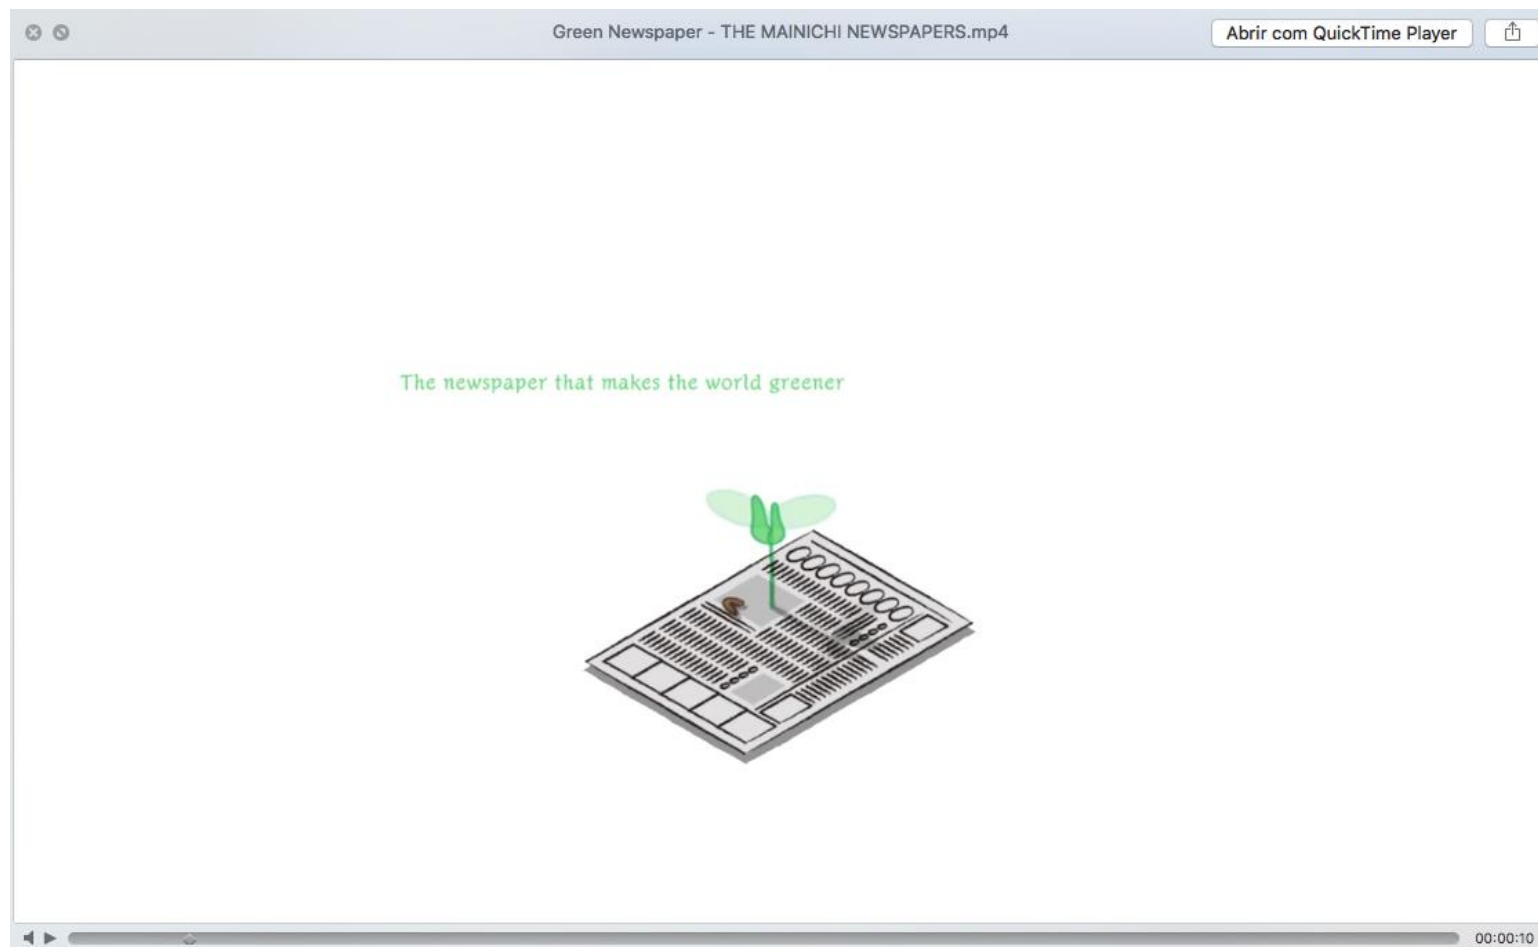 Green Newspaper - THE MAINICHI NEWSPAPERS.mp4
Abrir com QuickTime Player
The newspaper that makes the world greener
00:00:10